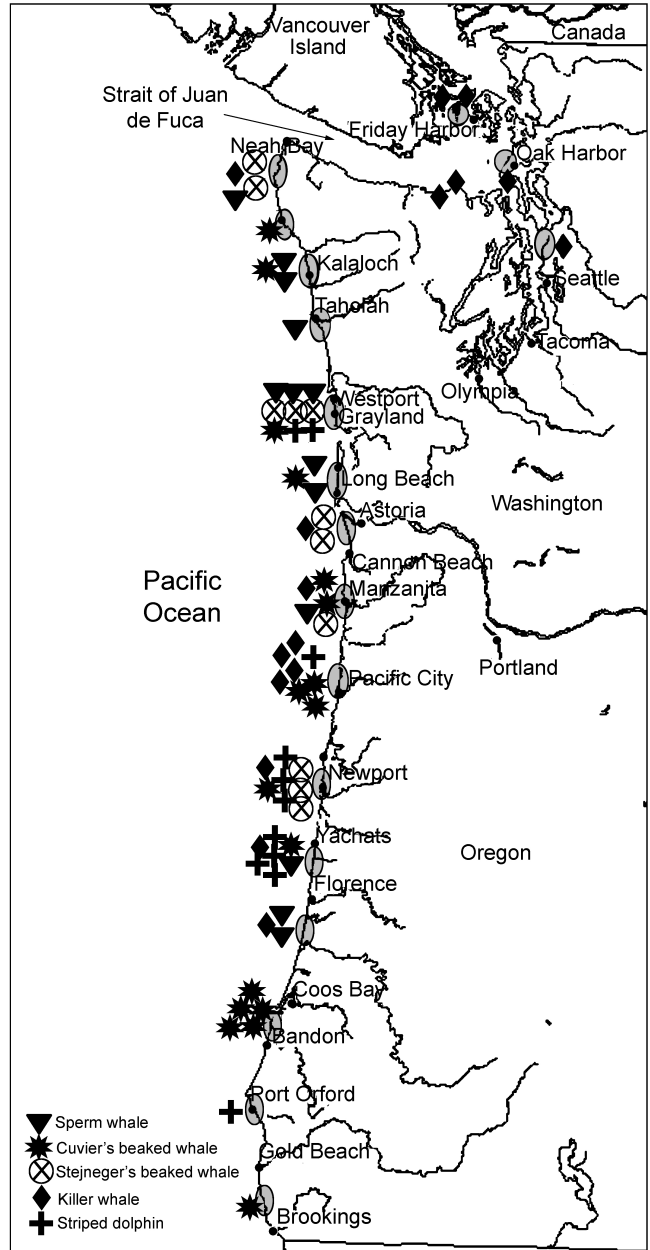 Vancouver
Island
Canada
Strait of Juan
de Fuca
Friday Harbor
Neah Bay
Oak Harbor
Kalaloch
Seattle
Taholah
Tacoma
Olympia
Westport
Grayland
Long Beach
Washington
Astoria
Cannon Beach
Pacific
Ocean
Manzanita
Portland
Pacific City
Newport
Yachats
Oregon
Florence
Coos Bay
Bandon
Port Orford
Gold Beach
Brookings
Sperm whale
Cuvier's beaked whale
Stejneger's beaked whale
Killer whale
Striped dolphin